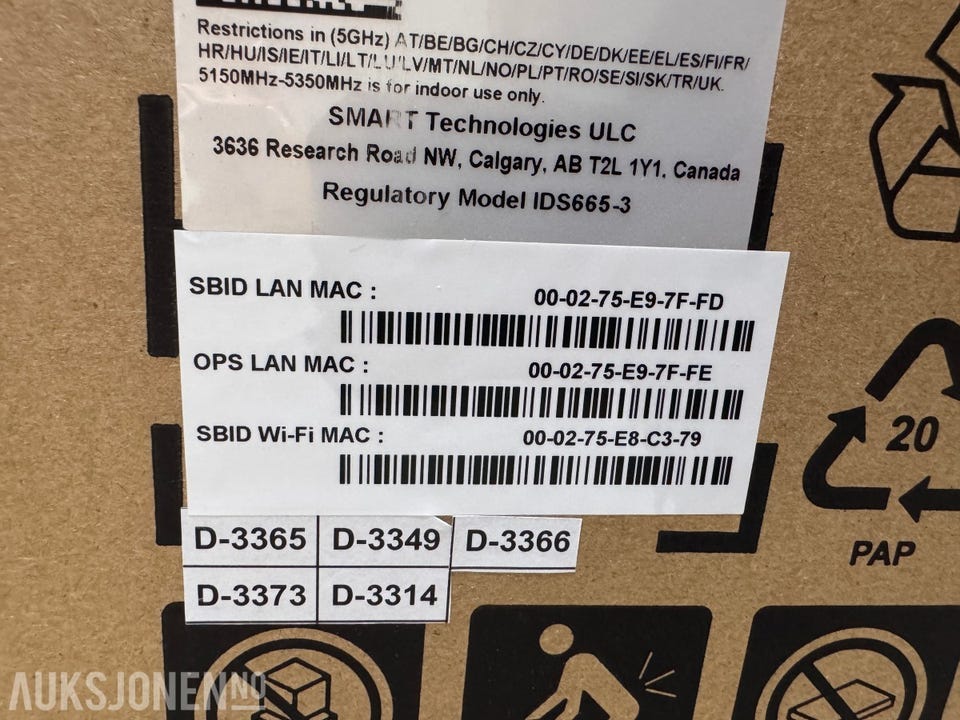 Restrictions in (5GHz) AT/BE/BG/CH/CZ/CY/DE/DK/EE/EL/ES/FI/FR/
HR/HU/IS/IE/IT/LI/LT/LU/LV/MT/NL/NO/PL/PT/RO/SE/SI/SK/TR/UK.
5150MHz-5350MHz is for indoor use only.
SMART Technologies ULC
3636 Research Road NW, Calgary, AB T2L 1Y1, Canada
Regulatory Model IDS665-3
SBID LAN MAC : 00-02-75-E9-7F-FD
OPS LAN MAC : 00-02-75-E9-7F-FE
SBID Wi-Fi MAC : 00-02-75-E8-C3-79
D-3365 D-3349 D-3366
D-3373 D-3314
20
PAP
AUKSJONEN NO